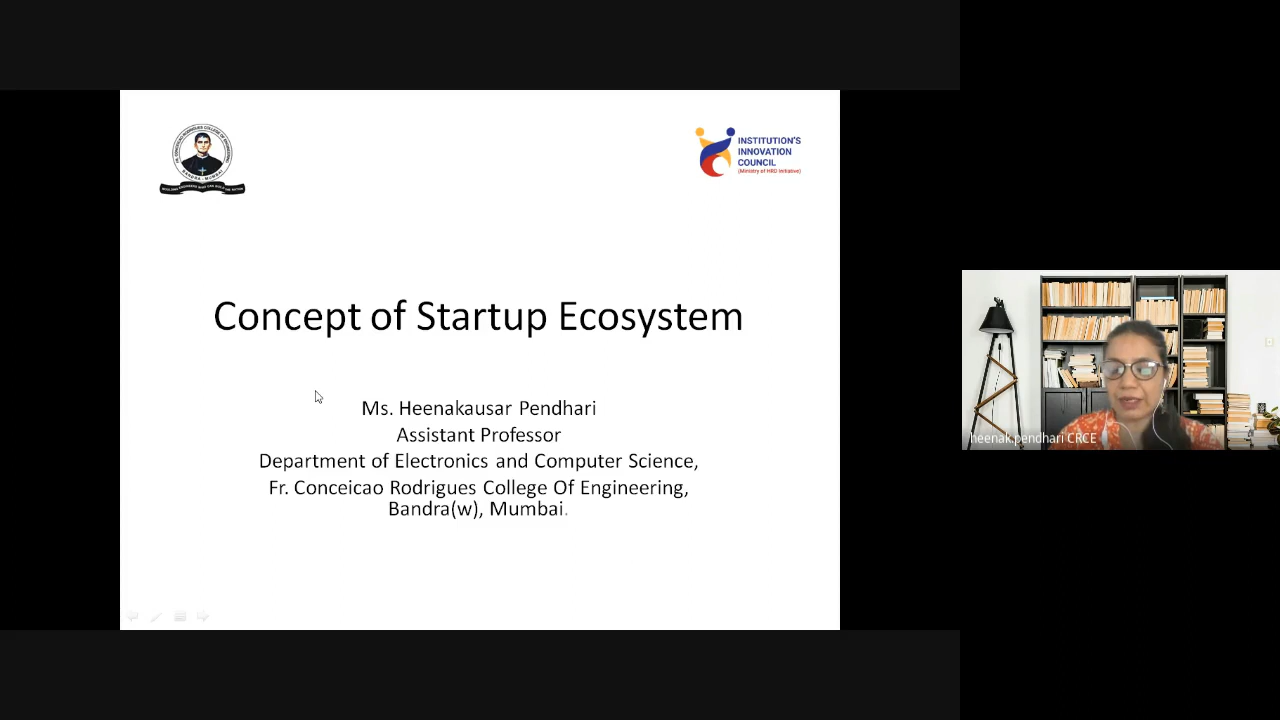 INSTITUTION'S
INNOVATION
COUNCIL
(Ministry of HRD Initiative)
Concept of Startup Ecosystem
Ms. Heenakausar Pendhari
Assistant Professor
Department of Electronics and Computer Science,
Fr. Conceicao Rodrigues College Of Engineering,
Bandra(w), Mumbai.
heenak.pendhari CRCE